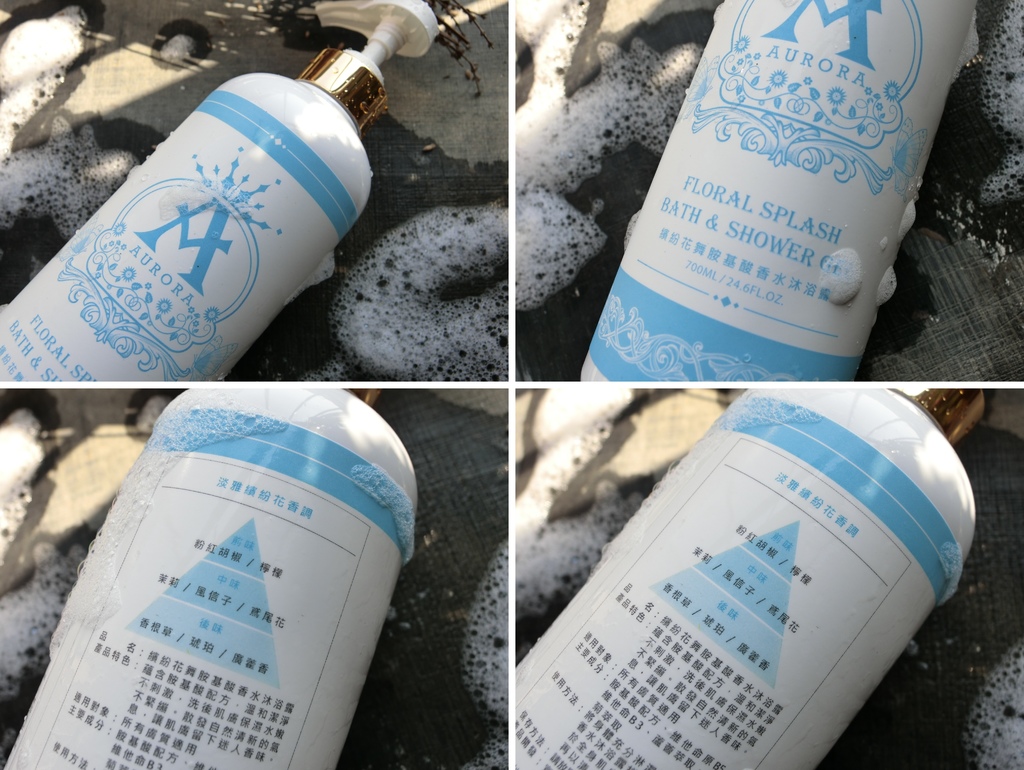 A
AURORA
FLORAL SPL
BATH & SH
A
AURORA
FLORAL SPLASH
BATH & SHOWER
繽紛花舞胺基酸香水沐浴露
700ML / 24.6FL.OZ
淡雅繽紛花香調
前味
粉紅胡椒 / 檸檬
中味
茉莉 / 風信子 / 鳶尾花
後味
香根草 / 琥珀 / 廣藿香
品 名：繽紛花舞胺基酸香水沐浴露
產品特色：蘊含胺基酸配方，溫和潔淨
不刺激，洗後肌膚保濕水嫩
不緊繃，散發自然清新的氣
息，讓肌膚留下迷人香味，
適用對象：所有膚質適用
主要成分：胺基酸配方、維他
維他命B3、
使用方法：
淡雅繽紛花香調
前味
粉紅胡椒 / 檸檬
中味
茉莉 / 風信子 / 鳶尾花
後味
香根草 / 琥珀 / 廣藿香
品 名：繽紛花舞胺基酸香水沐浴露
產品特色：蘊含胺基酸配方，溫和潔淨
不刺激，洗後肌膚保濕水嫩
不緊繃，散發自然清新的氣
息，讓肌膚留下迷人香味，
適用對象：所有膚質適用
主要成分：胺基酸配方、維他命原B5
維他命B3、蘆薈萃取
使用方法：